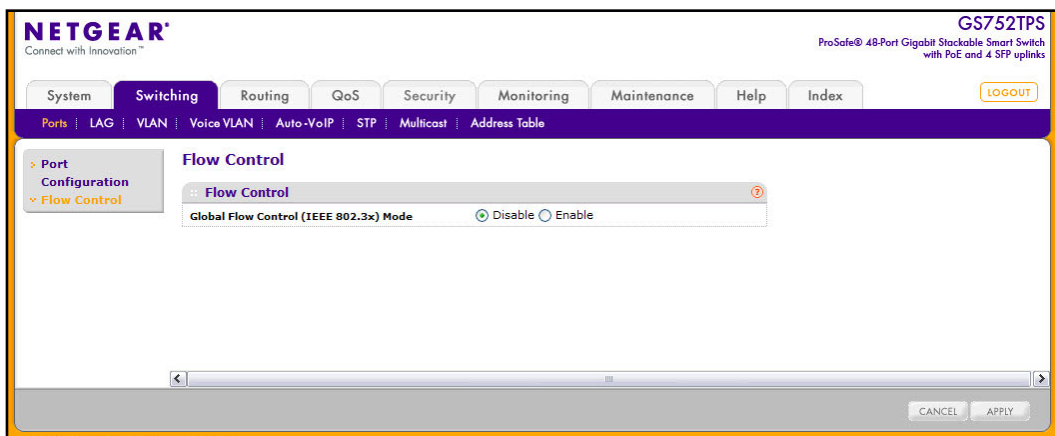 NETGEAR®
Connect with Innovation™
GS752TPS
ProSafe® 48-Port Gigabit Stackable Smart Switch
with PoE and 4 SFP uplinks
System Switching Routing QoS Security Monitoring Maintenance Help Index LOGOUT
Ports LAG VLAN Voice VLAN Auto-VoIP STP Multicast Address Table
Port
Configuration
Flow Control
Flow Control
Flow Control ?
Global Flow Control (IEEE 802.3x) Mode Disable Enable
CANCEL APPLY